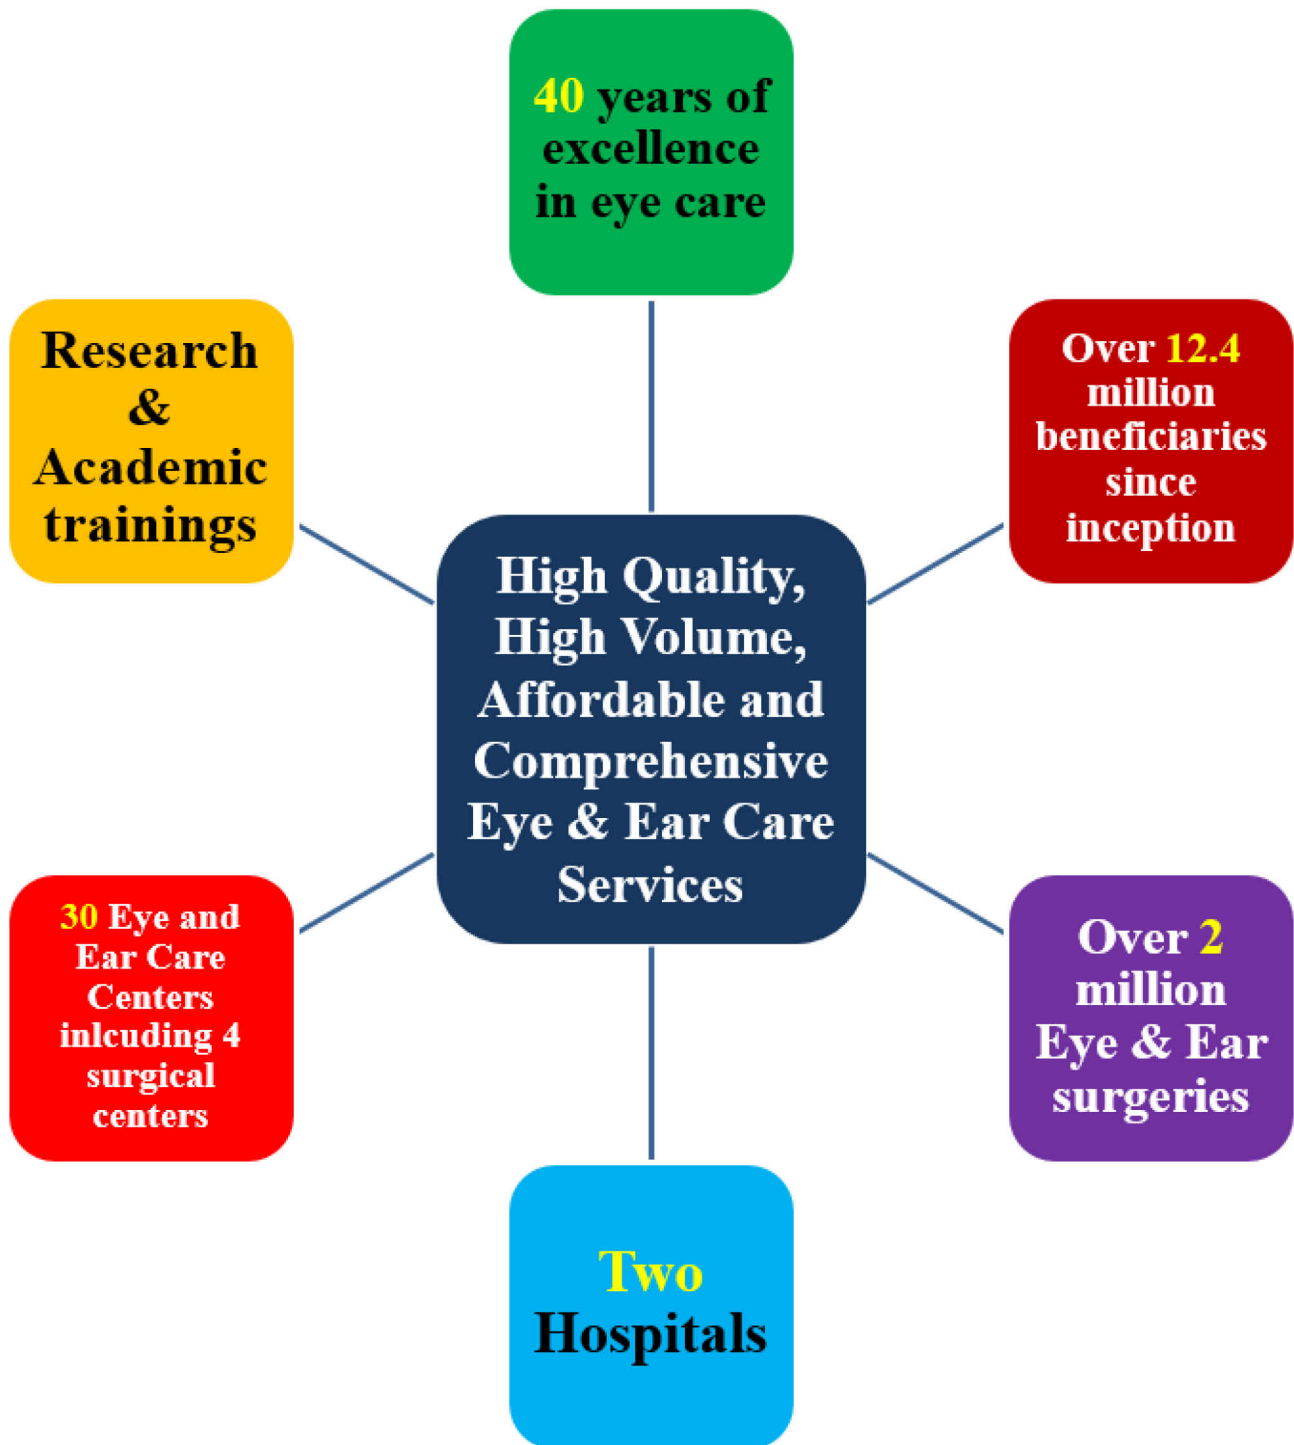 40 years of
excellence
in eye care
Research
&
Academic
trainings
Over 12.4
million
beneficiaries
since
inception
High Quality,
High Volume,
Affordable and
Comprehensive
Eye & Ear Care
Services
30 Eye and
Ear Care
Centers
inlcuding 4
surgical
centers
Over 2
million
Eye & Ear
surgeries
Two
Hospitals